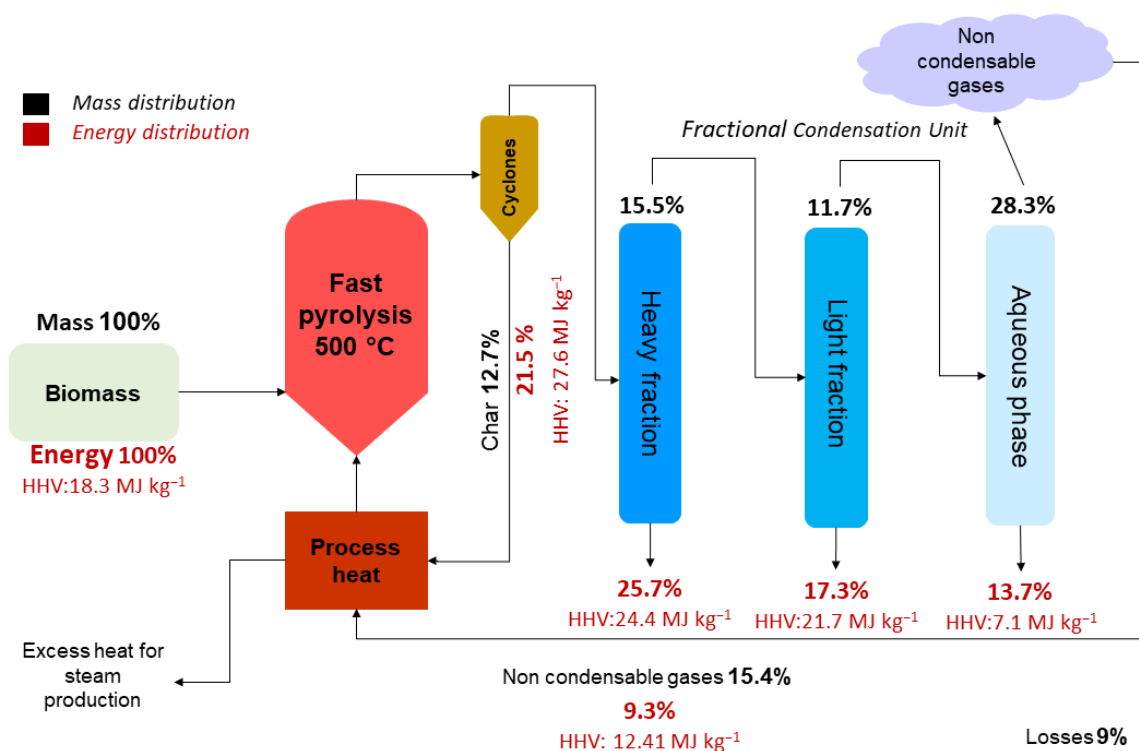 Non
condensable
gases
Mass distribution
Energy distribution
Fractional Condensation Unit
Cyclones
15.5%
11.7%
28.3%
Fast
pyrolysis
500 °C
Mass 100%
Biomass
Energy 100%
HHV:18.3 MJ kg⁻¹
Char 12.7%
21.5 %
HHV: 27.6 MJ kg⁻¹
Heavy fraction
Light fraction
Aqueous phase
Process
heat
25.7%
HHV:24.4 MJ kg⁻¹
17.3%
HHV:21.7 MJ kg⁻¹
13.7%
HHV:7.1 MJ kg⁻¹
Excess heat for
steam
production
Non condensable gases 15.4%
9.3%
HHV: 12.41 MJ kg⁻¹
Losses 9%